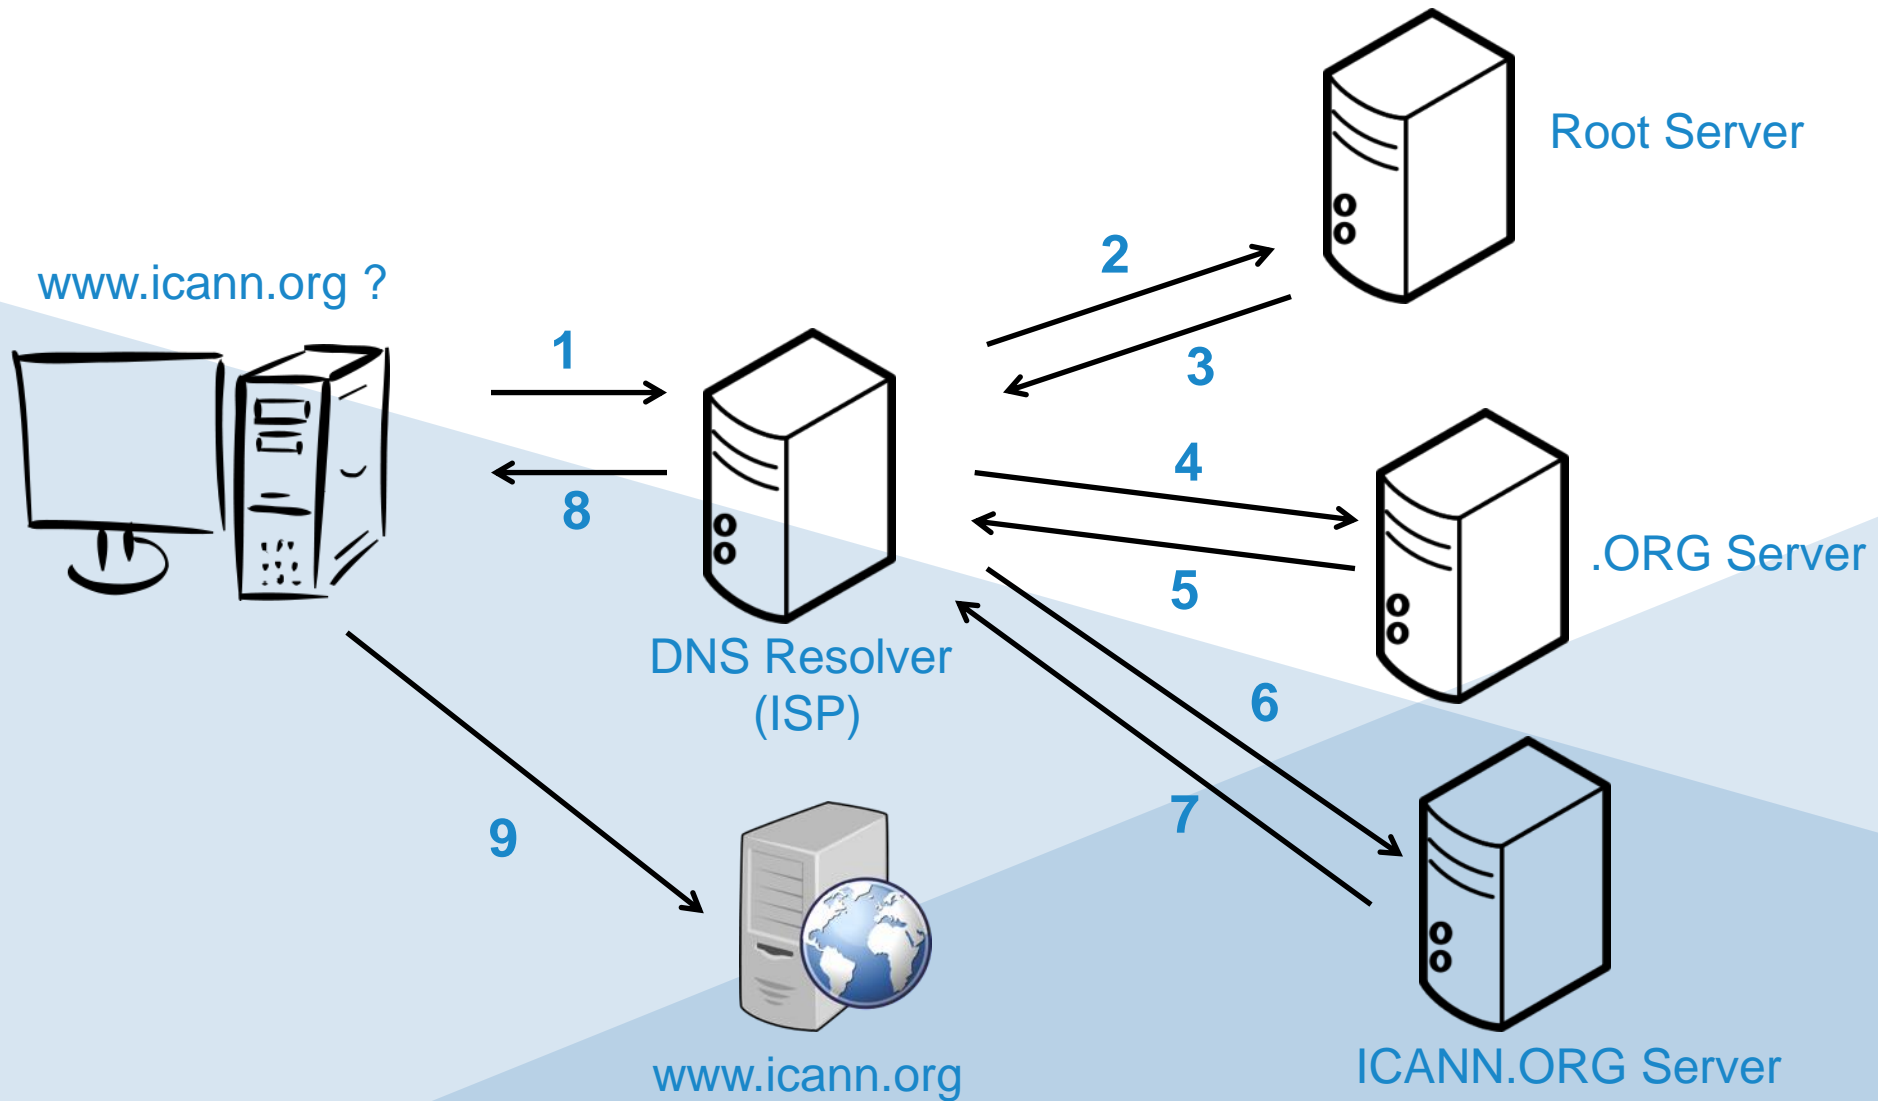 Root Server
2
www.icann.org ?
1
3
4
8
.ORG Server
5
DNS Resolver
(ISP)
6
7
9
www.icann.org
ICANN.ORG Server